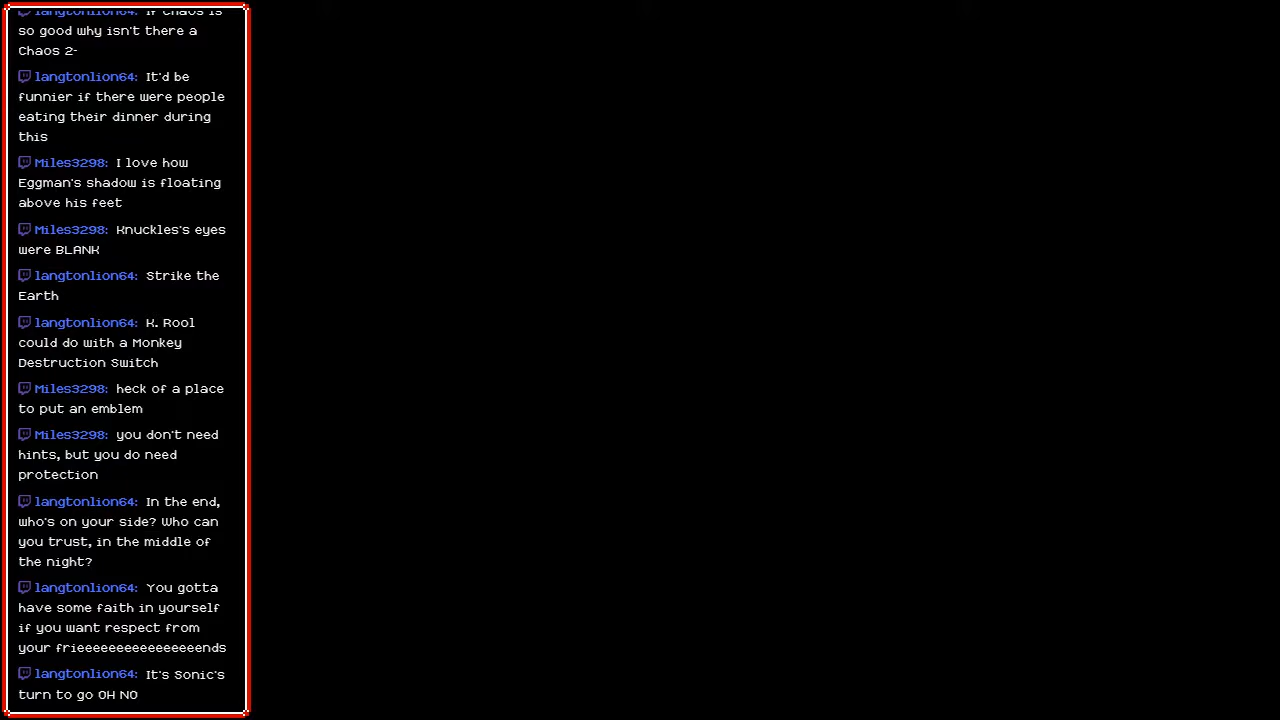 langtonlion64: If Chaos is
so good why isn't there a
Chaos 2-
langtonlion64: It'd be
funnier if there were people
eating their dinner during
this
Miles3298: I love how
Eggman's shadow is floating
above his feet
Miles3298: Knuckles's eyes
were BLANK
langtonlion64: Strike the
Earth
langtonlion64: K. Rool
could do with a Monkey
Destruction Switch
Miles3298: heck of a place
to put an emblem
Miles3298: you don't need
hints, but you do need
protection
langtonlion64: In the end,
who's on your side? Who can
you trust, in the middle of
the night?
langtonlion64: You gotta
have some faith in yourself
if you want respect from
your frieeeeeeeeeeeeeeends
langtonlion64: It's Sonic's
turn to go OH NO